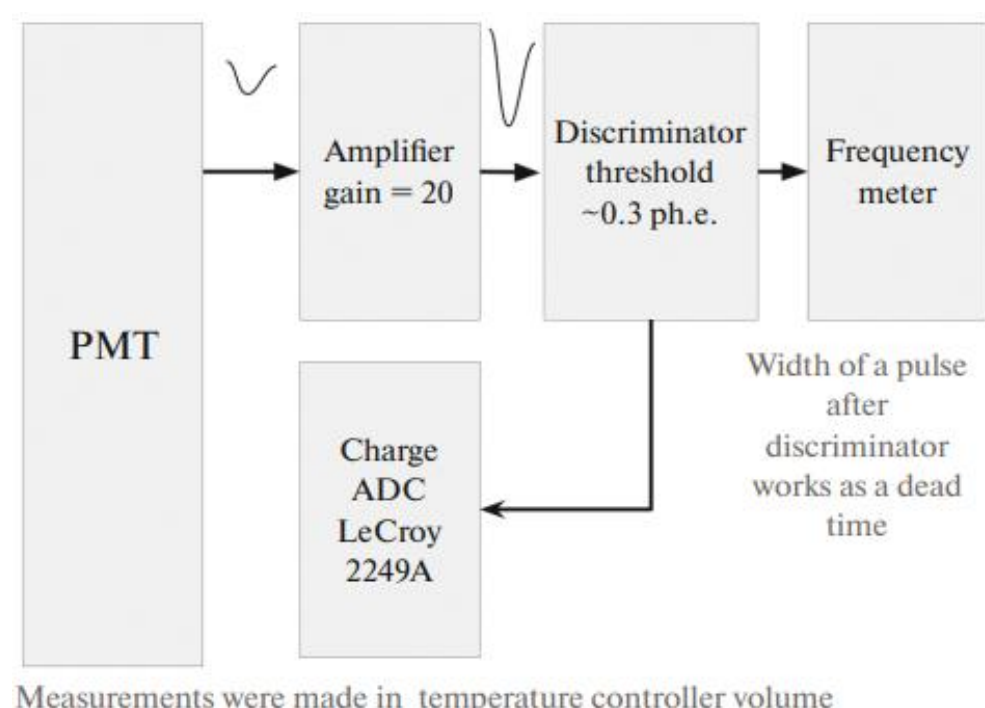 PMT
Amplifier
gain = 20
Discriminator
threshold
~0.3 ph.e.
Frequency
meter
Charge
ADC
LeCroy
2249A
Width of a pulse
after
discriminator
works as a dead
time
Measurements were made in temperature controller volume